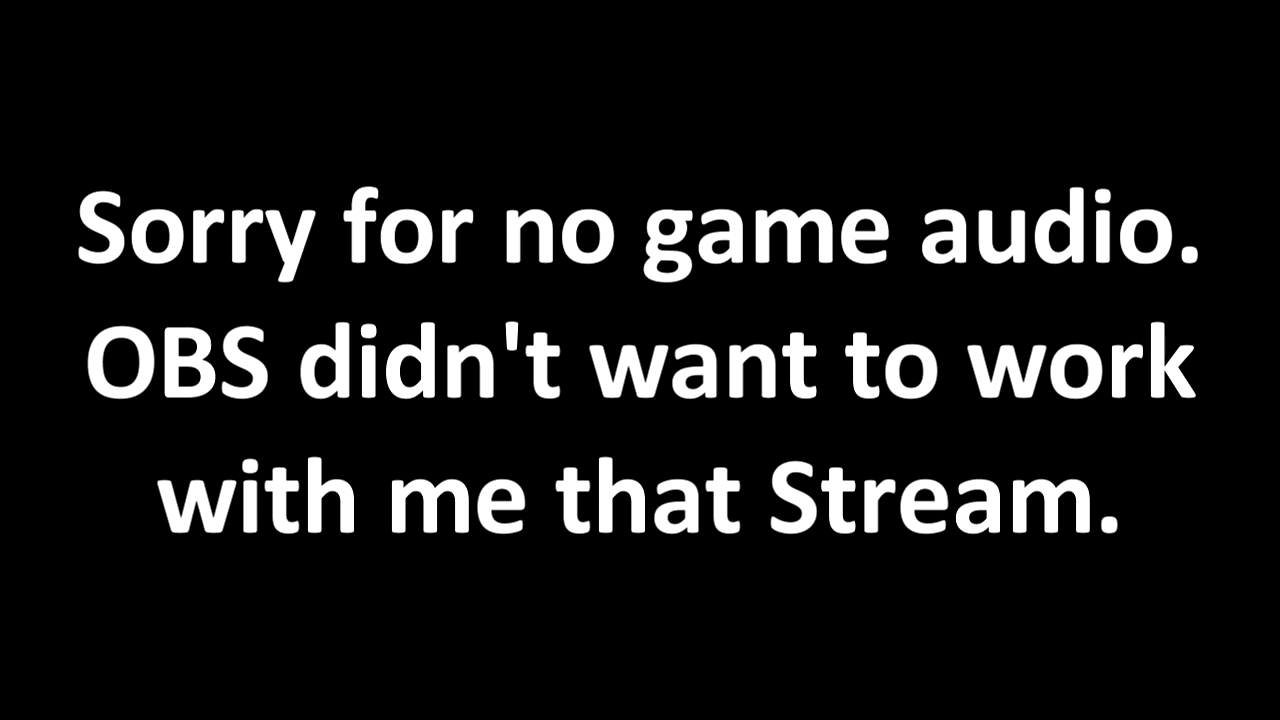 Sorry for no game audio.
OBS didn't want to work
with me that Stream.